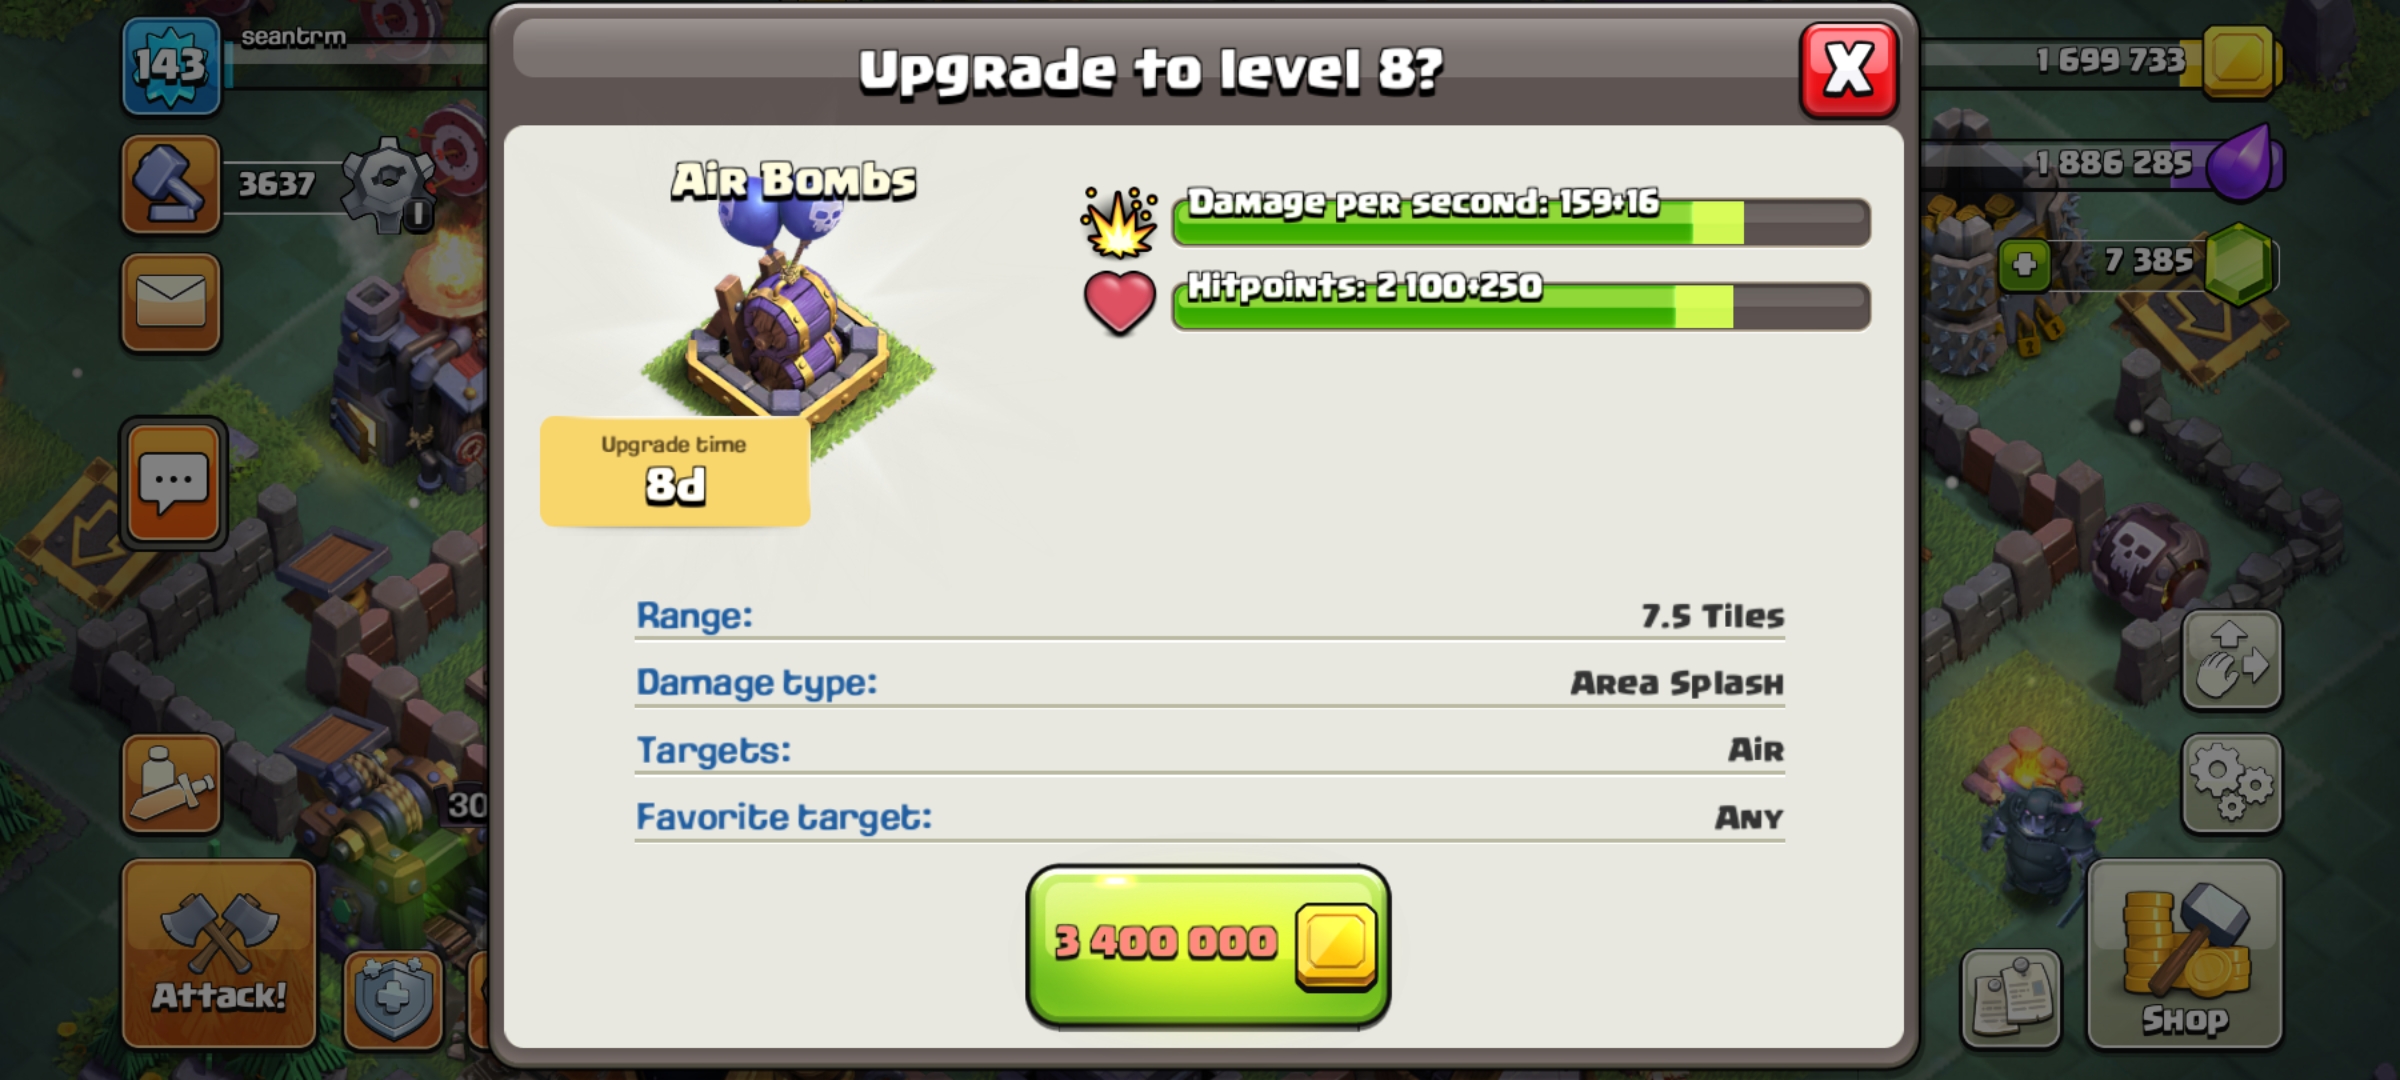 143
seantrm
3637
1
Upgrade to level 8?
X
1 699 733
1 886 285
7 385
Air Bombs
Damage per second: 159+16
Hitpoints: 2 100+250
Upgrade time
8d
Range: 7.5 Tiles
Damage type: Area Splash
Targets: Air
Favorite target: Any
3 400 000
30
Attack!
Shop